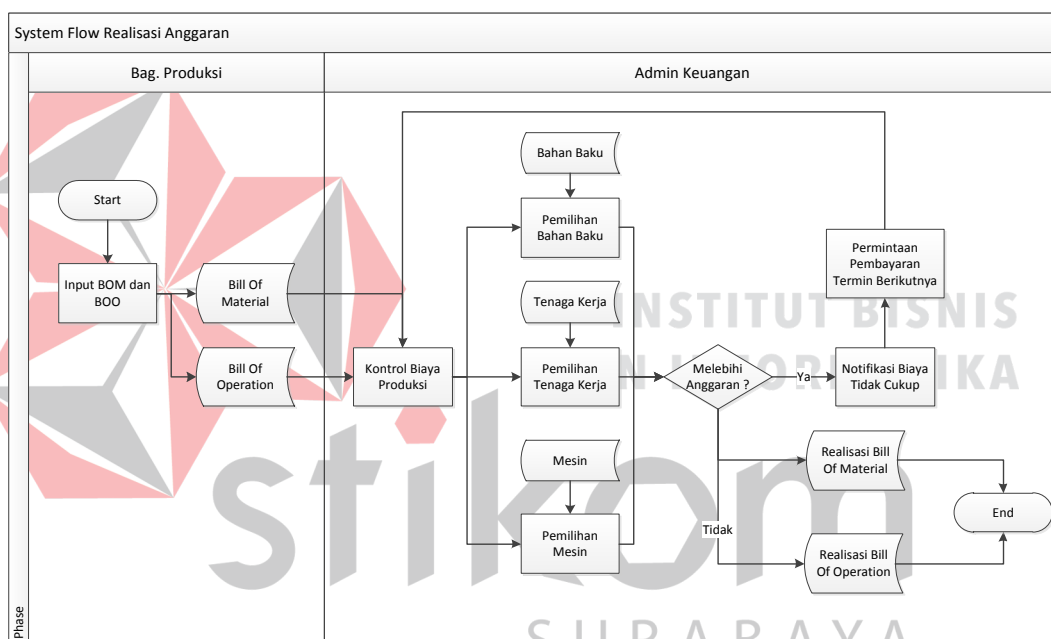 System Flow Realisasi Anggaran
Bag. Produksi
Admin Keuangan
Phase
Start
Input BOM dan
BOO
Bill Of
Material
Bill Of
Operation
Kontrol Biaya
Produksi
Bahan Baku
Pemilihan
Bahan Baku
Tenaga Kerja
Pemilihan
Tenaga Kerja
Mesin
Pemilihan
Mesin
Melebihi
Anggaran ?
Ya
Tidak
Notifikasi Biaya
Tidak Cukup
Permintaan
Pembayaran
Termin Berikutnya
Realisasi Bill
Of Material
Realisasi Bill
Of Operation
End
INSTITUT BISNIS
stikom
SURABAYA